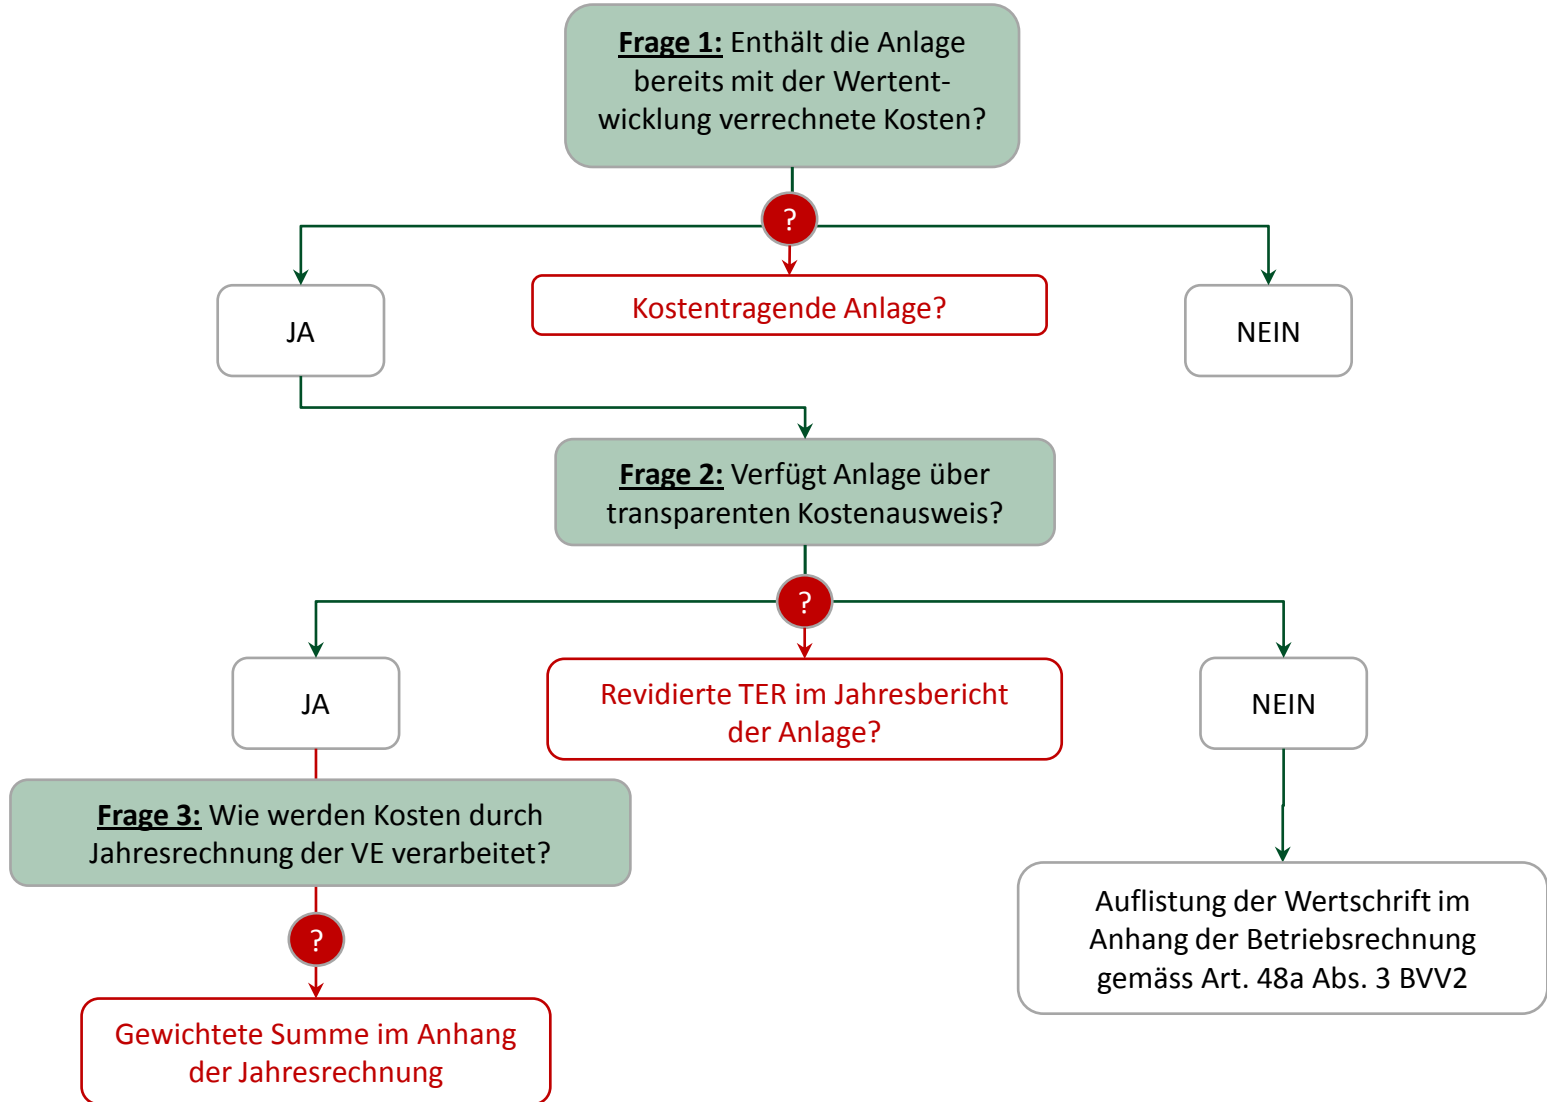 Frage 1: Enthält die Anlage
bereits mit der Wertent-
wicklung verrechnete Kosten?
?
Kostentragende Anlage?
JA
NEIN
Frage 2: Verfügt Anlage über
transparenten Kostenausweis?
?
JA
Revidierte TER im Jahresbericht
der Anlage?
NEIN
Frage 3: Wie werden Kosten durch
Jahresrechnung der VE verarbeitet?
?
Auflistung der Wertschrift im
Anhang der Betriebsrechnung
gemäss Art. 48a Abs. 3 BVV2
Gewichtete Summe im Anhang
der Jahresrechnung